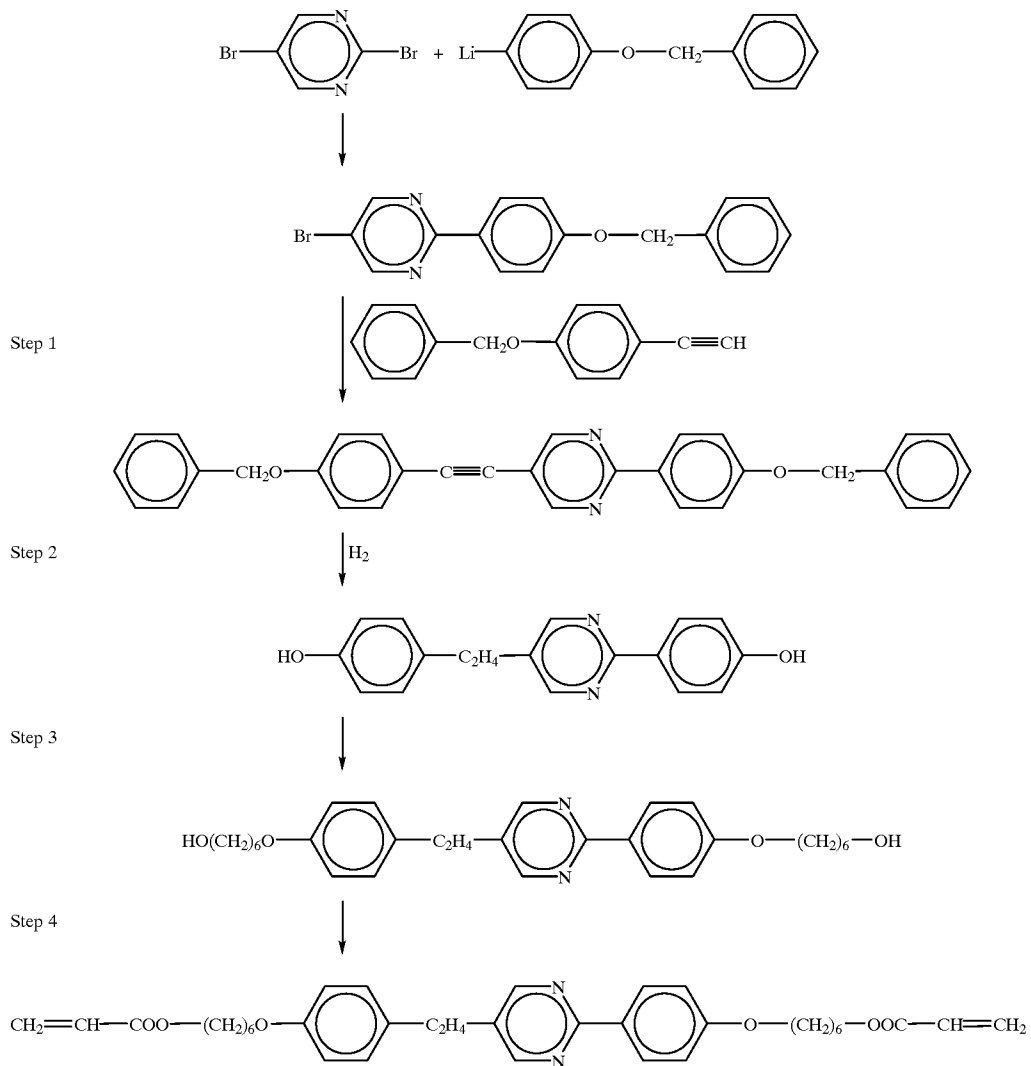 Br N N Br + Li O CH₂
Br N N O CH₂
Step 1 CH₂O C CH
CH₂O C C N N O CH₂
Step 2 H₂
HO C₂H₄ N N OH
Step 3
HO(CH₂)₆O C₂H₄ N N O (CH₂)₆ OH
Step 4
CH₂ CH COO (CH₂)₆O C₂H₄ N N O (CH₂)₆ OOC CH CH₂